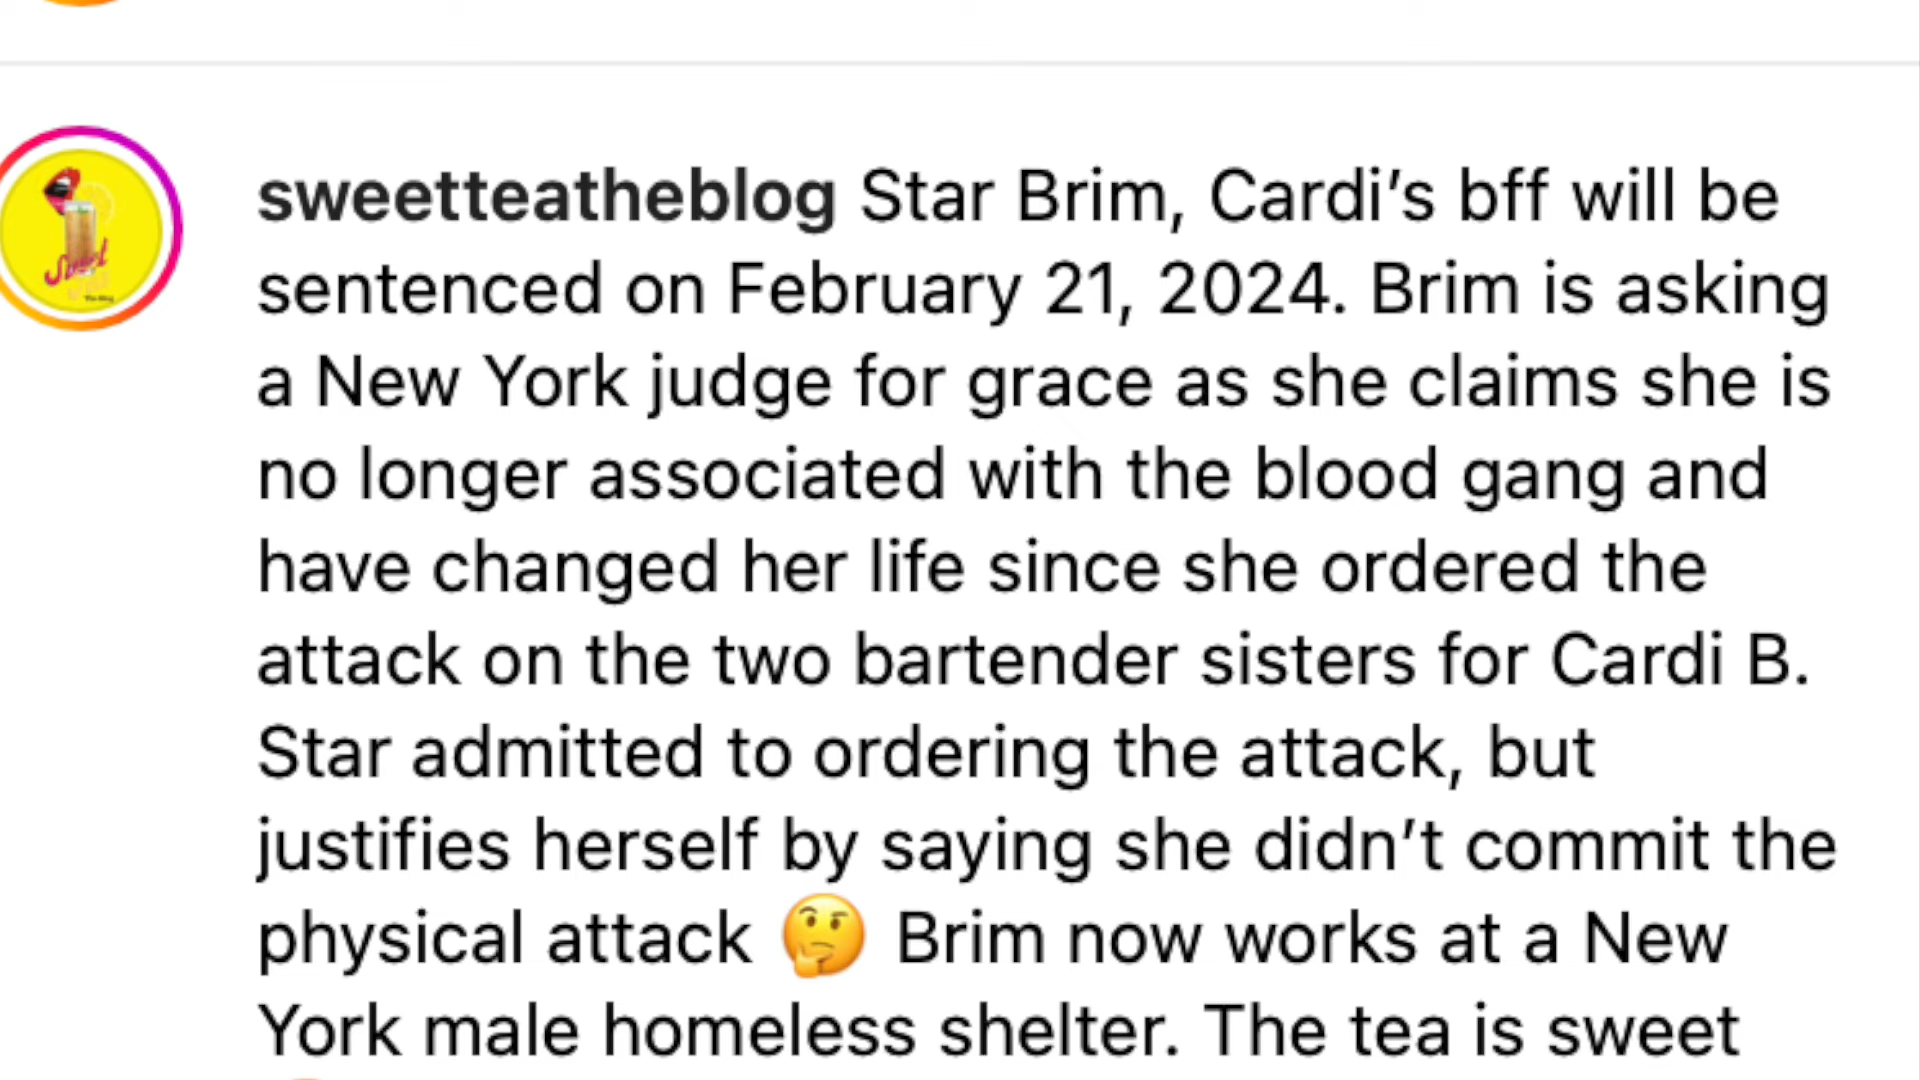 sweetteatheblog Star Brim, Cardi’s bff will be
sentenced on February 21, 2024. Brim is asking
a New York judge for grace as she claims she is
no longer associated with the blood gang and
have changed her life since she ordered the
attack on the two bartender sisters for Cardi B.
Star admitted to ordering the attack, but
justifies herself by saying she didn’t commit the
physical attack 🤔 Brim now works at a New
York male homeless shelter. The tea is sweet